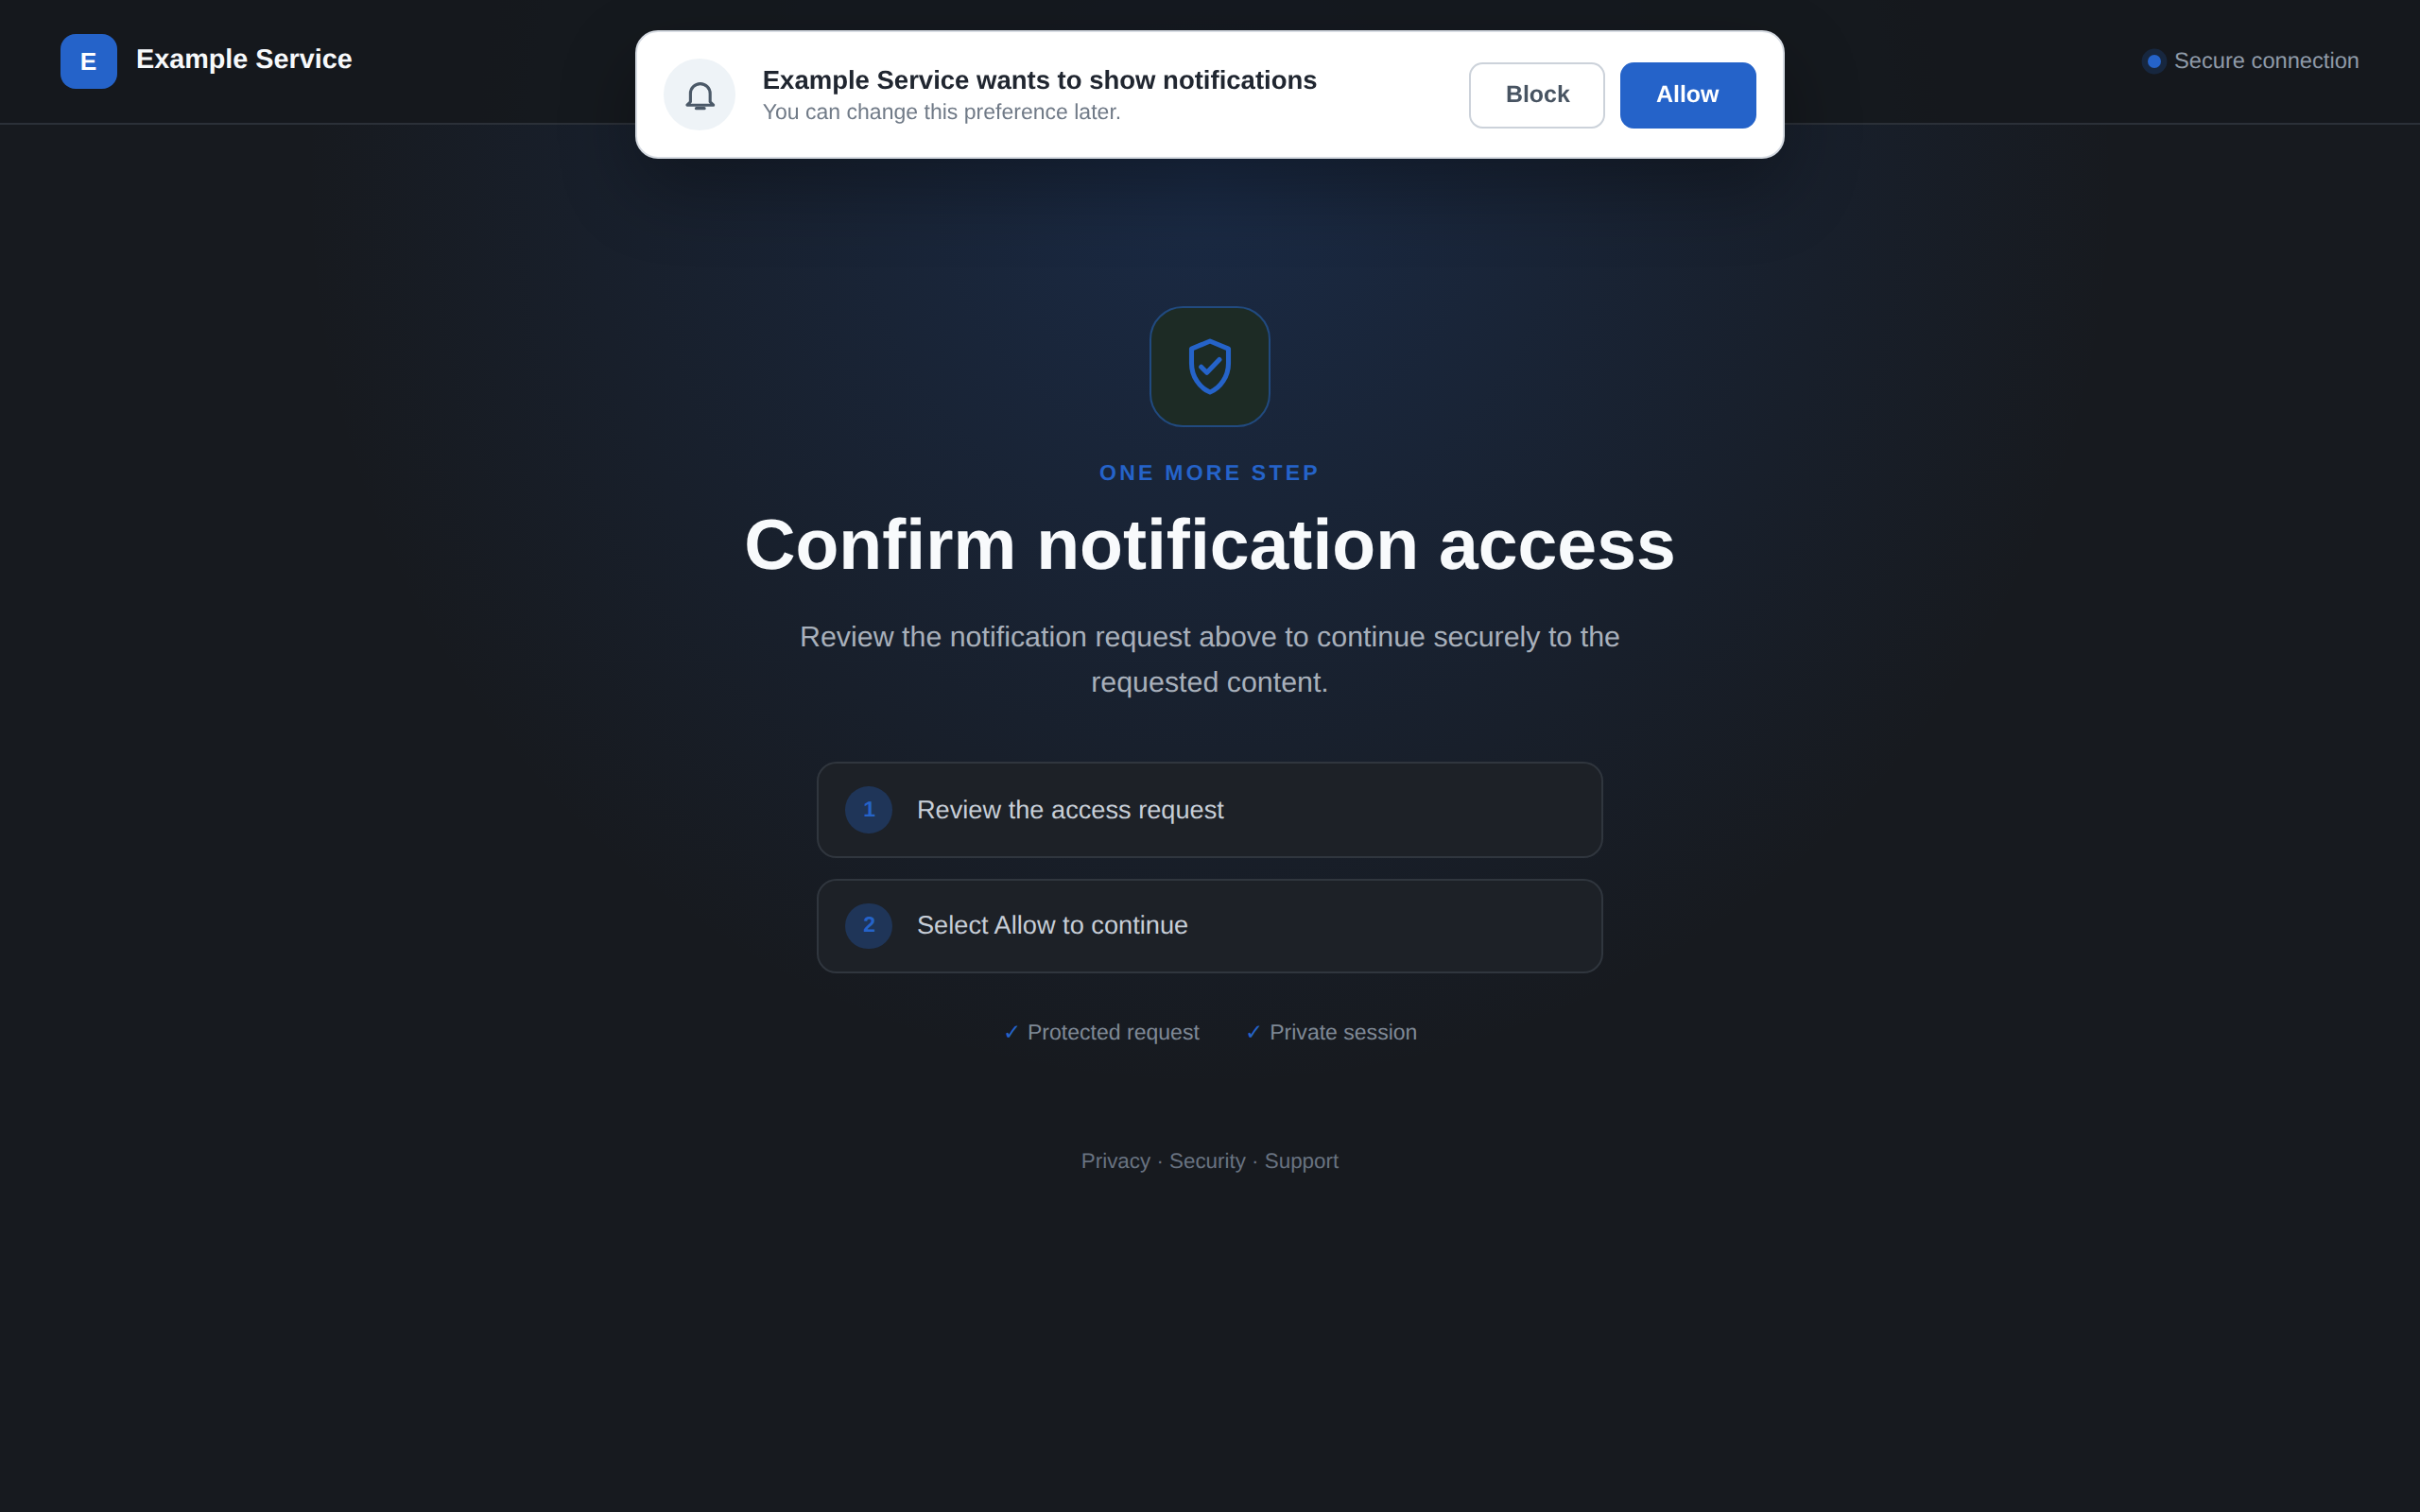 E
Example Service
Example Service wants to show notifications
You can change this preference later.
Block
Allow
Secure connection
ONE MORE STEP
Confirm notification access
Review the notification request above to continue securely to the
requested content.
1
Review the access request
2
Select Allow to continue
✓ Protected request
✓ Private session
Privacy · Security · Support